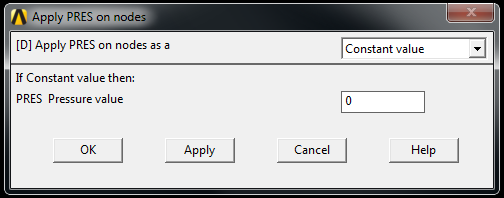 Apply PRES on nodes
[D] Apply PRES on nodes as a
Constant value
If Constant value then:
PRES  Pressure value
0
OK
Apply
Cancel
Help